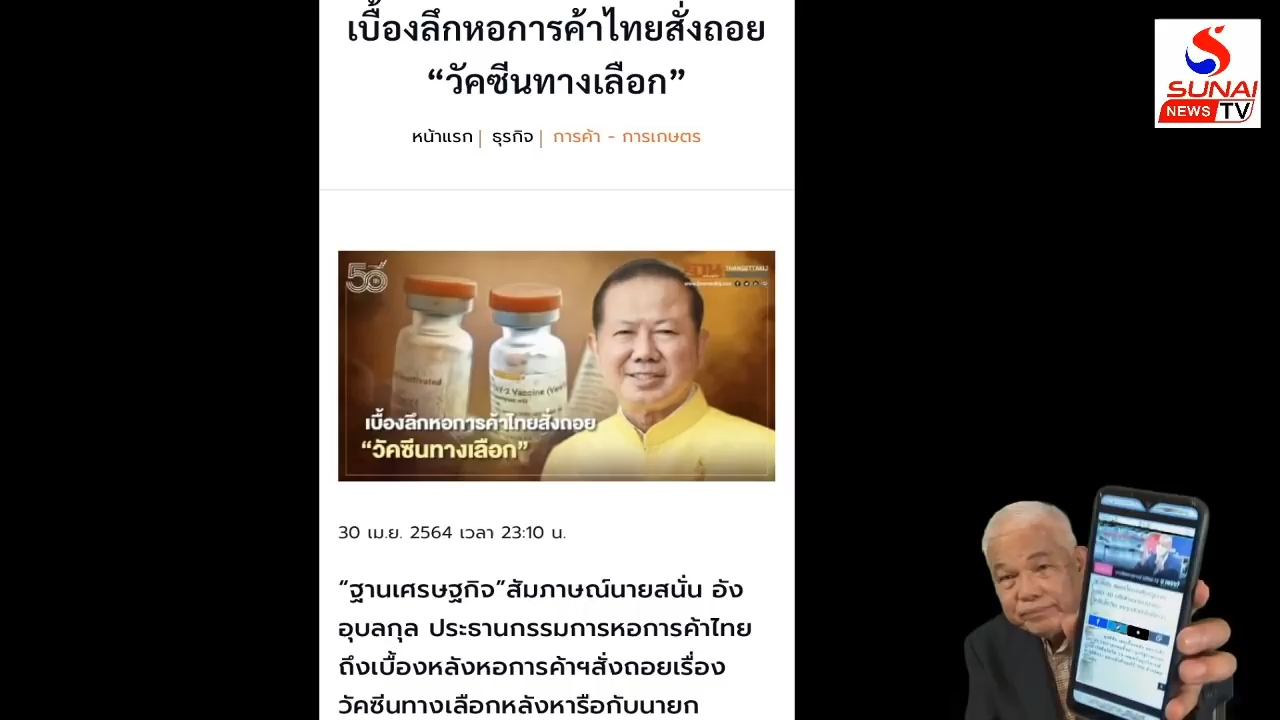 เบื้องลึกหอการค้าไทยสั่งถอย
“วัคซีนทางเลือก”
หน้าแรก | ธุรกิจ | การค้า - การเกษตร
SUNAI
NEWS TV
50
ฐาน THANSETTAKIJ
Vaccine (Vero
เบื้องลึกหอการค้าไทยสั่งถอย
“วัคซีนทางเลือก”
30 เม.ย. 2564 เวลา 23:10 น.
“ฐานเศรษฐกิจ”สัมภาษณ์นายสนั่น อัง
อุบลกุล ประธานกรรมการหอการค้าไทย
ถึงเบื้องหลังหอการค้าฯสั่งถอยเรื่อง
วัคซีนทางเลือกหลังหารือกับนายก